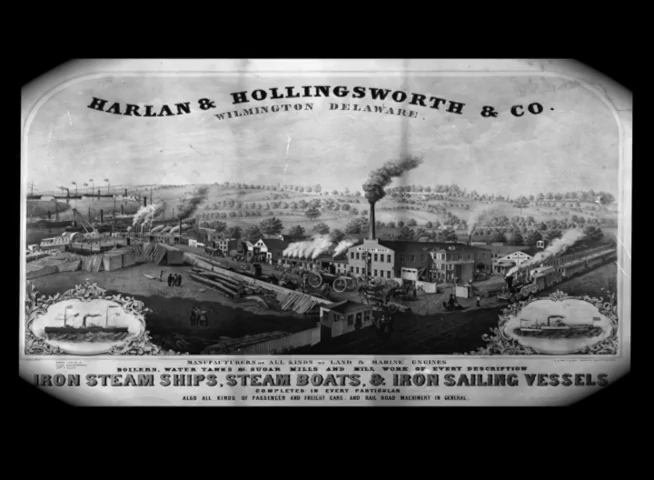 HARLAN & HOLLINGSWORTH & CO.
WILMINGTON DELAWARE.
MANUFACTURERS OF ALL KINDS OF LAND & MARINE ENGINES
BOILERS, WATER TANKS & SUGAR MILLS AND MILL WORK OF EVERY DESCRIPTION
IRON STEAM SHIPS, STEAM BOATS, & IRON SAILING VESSELS
COMPLETED IN EVERY PARTICULAR
ALSO ALL KINDS OF PASSENGER AND FREIGHT CARS, AND RAIL ROAD MACHINERY IN GENERAL.